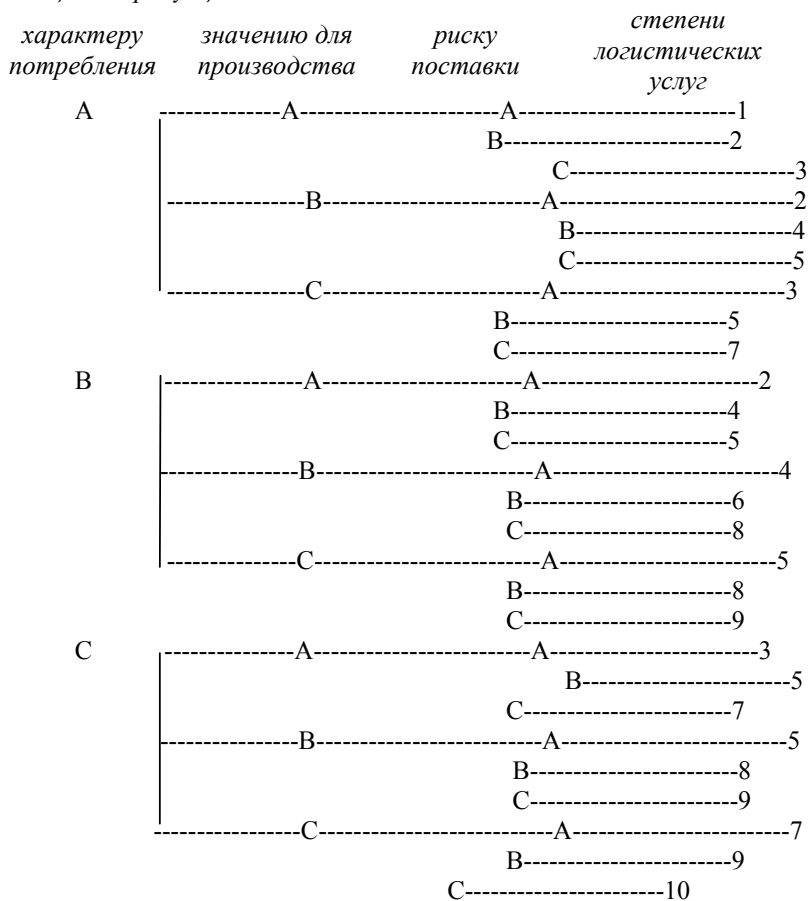 характеру значению для риску степени
потребления производства поставки логистических
услуг
A -------------A----------------------A------------------------1
B------------------------2
C------------------------3
-------------B-----------------------A------------------------2
B-----------------------4
C-----------------------5
-------------C-----------------------A------------------------3
B-----------------------5
C-----------------------7
B -------------A---------------------A------------------------2
B-----------------------4
C-----------------------5
-------------B----------------------A------------------------4
B-----------------------6
C-----------------------8
-------------C-----------------------A-----------------------5
B-----------------------8
C-----------------------9
C -------------A----------------------A----------------------3
B-----------------------5
C-----------------------7
-------------B-----------------------A-----------------------5
B-----------------------8
C-----------------------9
--------------C-----------------------A-----------------------7
B-----------------------9
C---------------------10